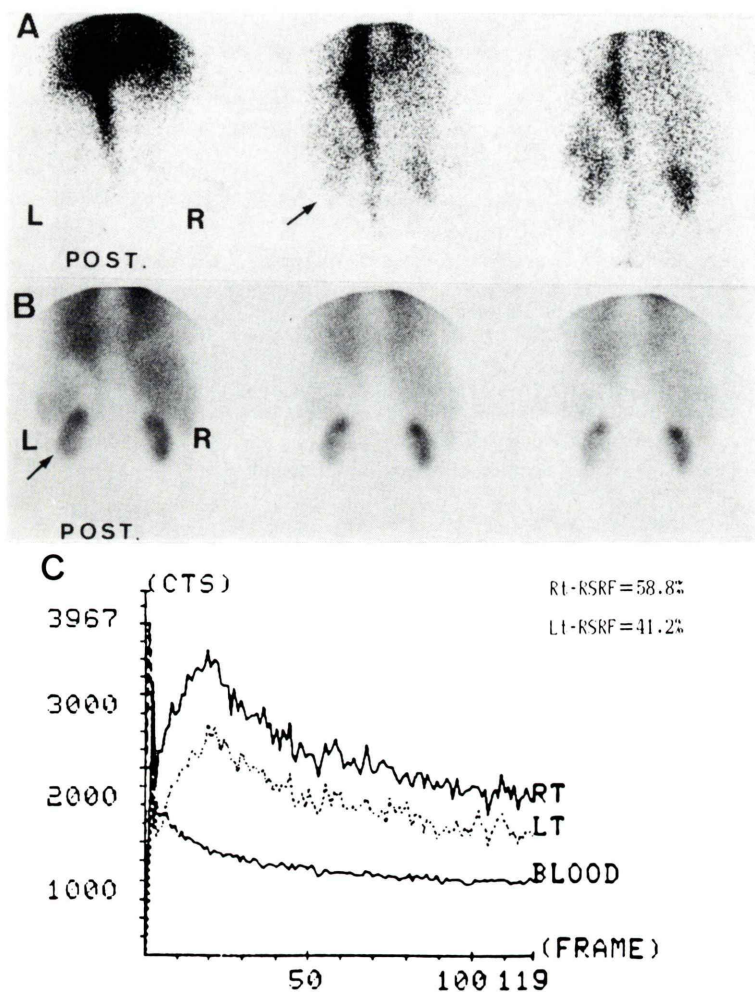 A
L R
POST.
B
L R
POST.
C
(CTS)
Rt-RSRF=58.8%
Lt-RSRF=41.2%
3967
3000
2000
1000
RT
LT
BLOOD
(FRAME)
50 100 119